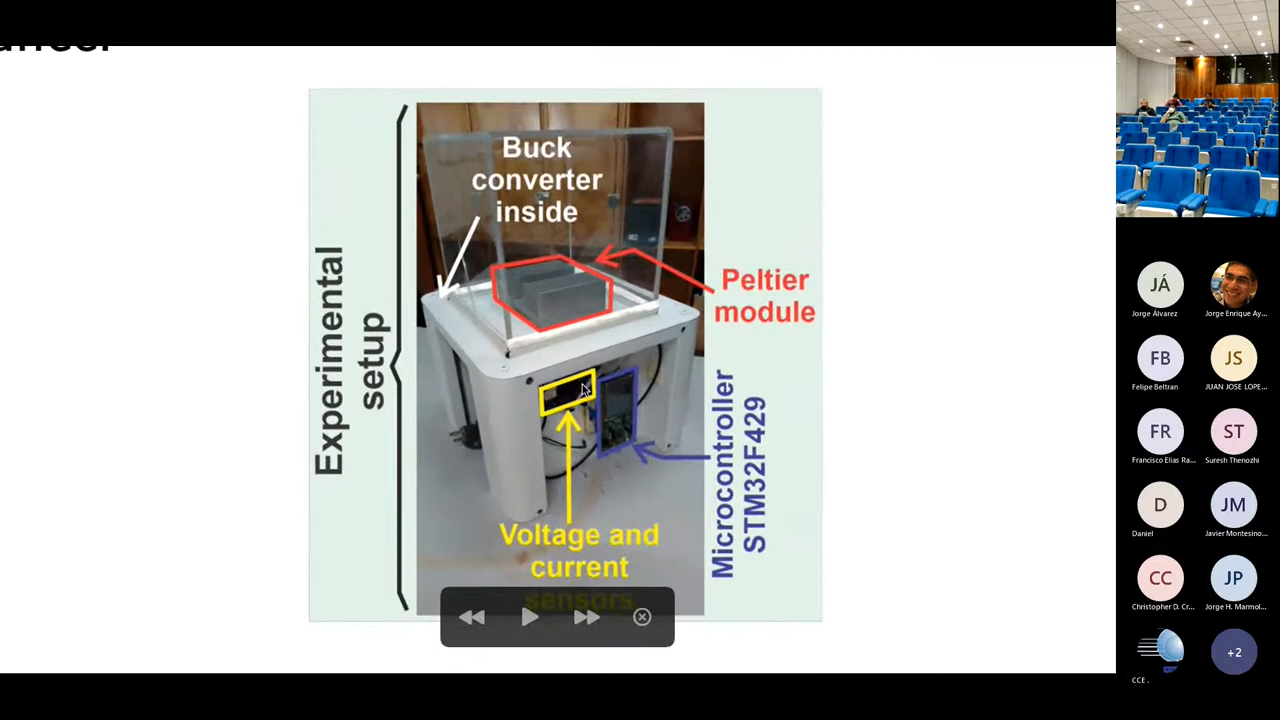 Experimental
setup
Buck
converter
inside
Peltier
module
Microcontroller
STM32F429
Voltage and
current
sensors
JÁ
Jorge Alvarez
Jorge Enrique Ay...
FB
Felipe Beltran
JS
JUAN JOSE LOPE...
FR
Francisco Elias Ra...
ST
Suresh Thenozhi
D
Daniel
JM
Javier Montesino...
CC
Christopher D. Cr...
JP
Jorge H. Marmol...
CCE .
+2